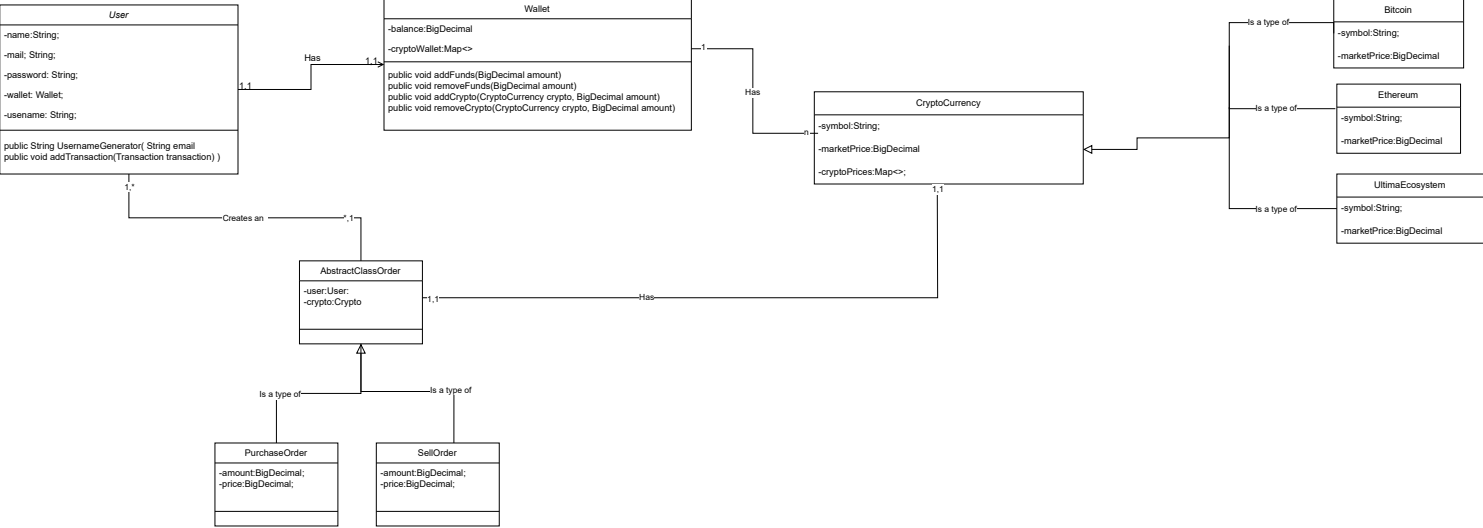 User
-name:String;
-mail; String;
-password: String;
-wallet: Wallet;
-usename: String;
public String UsernameGenerator( String email
public void addTransaction(Transaction transaction) )
1,1
Has
1,1
Wallet
-balance:BigDecimal
-cryptoWallet:Map<>
public void addFunds(BigDecimal amount)
public void removeFunds(BigDecimal amount)
public void addCrypto(CryptoCurrency crypto, BigDecimal amount)
public void removeCrypto(CryptoCurrency crypto, BigDecimal amount)
1
Has
n
CryptoCurrency
-symbol:String;
-marketPrice:BigDecimal
-cryptoPrices:Map<>;
1,1
Is a type of
Bitcoin
-symbol:String;
-marketPrice:BigDecimal
Is a type of
Ethereum
-symbol:String;
-marketPrice:BigDecimal
Is a type of
UltimaEcosystem
-symbol:String;
-marketPrice:BigDecimal
1,*
Creates an
*,1
AbstractClassOrder
-user:User:
-crypto:Crypto
1,1
Has
Is a type of
Is a type of
PurchaseOrder
-amount:BigDecimal;
-price:BigDecimal;
SellOrder
-amount:BigDecimal;
-price:BigDecimal;